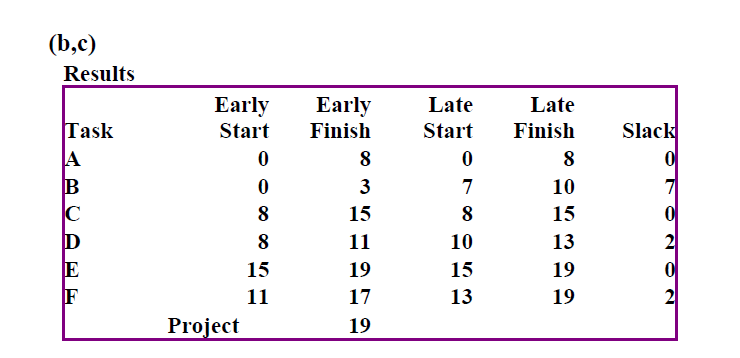 (b,c)
Results
Early Early Late Late
Task Start Finish Start Finish Slack
A 0 8 0 8 0
B 0 3 7 10 7
C 8 15 8 15 0
D 8 11 10 13 2
E 15 19 15 19 0
F 11 17 13 19 2
Project 19